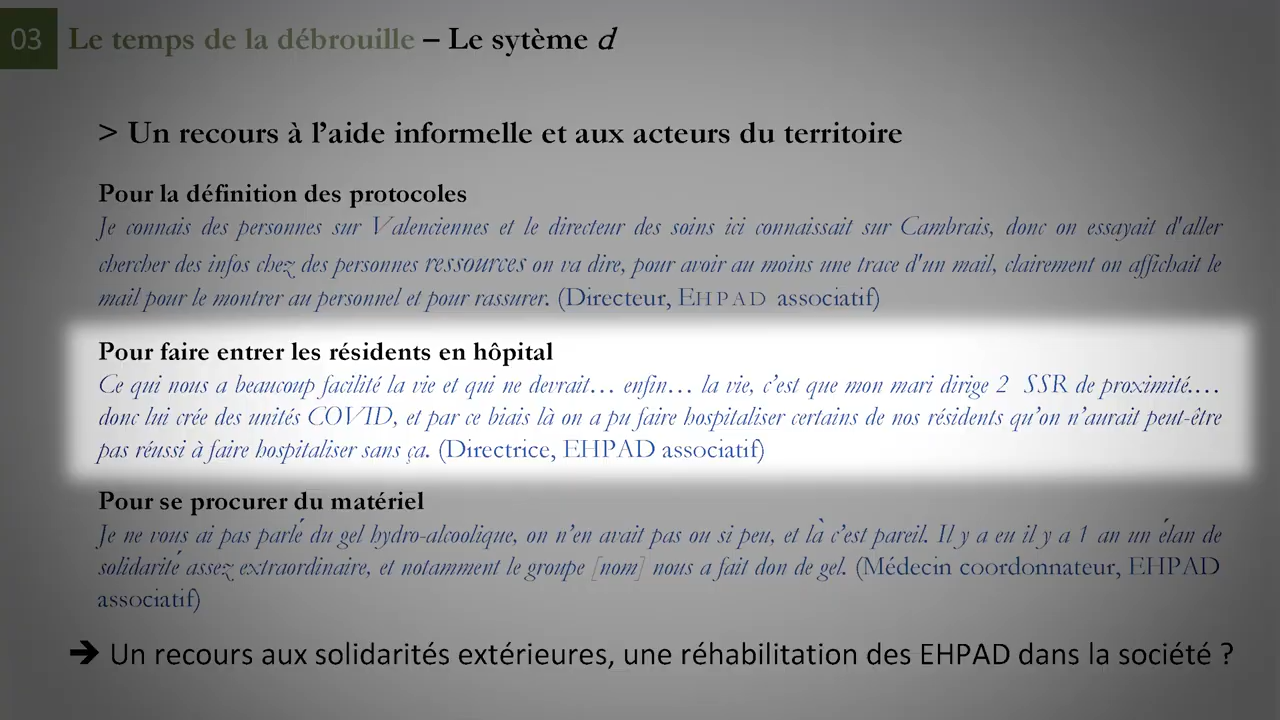 03 Le temps de la débrouille – Le sytème d
> Un recours à l’aide informelle et aux acteurs du territoire
Pour la définition des protocoles
Je connais des personnes sur Valenciennes et le directeur des soins ici connaissait sur Cambrais, donc on essayait d'aller
chercher des infos chez des personnes ressources on va dire, pour avoir au moins une trace d'un mail, clairement on affichait le
mail pour le montrer au personnel et pour rassurer. (Directeur, EHPAD associatif)
Pour faire entrer les résidents en hôpital
Ce qui nous a beaucoup facilité la vie et qui ne devrait… enfin… la vie, c’est que mon mari dirige 2 SSR de proximité.…
donc lui crée des unités COVID, et par ce biais là on a pu faire hospitaliser certains de nos résidents qu’on n’aurait peut-être
pas réussi à faire hospitaliser sans ça. (Directrice, EHPAD associatif)
Pour se procurer du matériel
Je ne vous ai pas parlé du gel hydro-alcoolique, on n’en avait pas ou si peu, et là c’est pareil. Il y a eu il y a 1 an un élan de
solidarité assez extraordinaire, et notamment le groupe [nom] nous a fait don de gel. (Médecin coordonnateur, EHPAD
associatif)
➔ Un recours aux solidarités extérieures, une réhabilitation des EHPAD dans la société ?